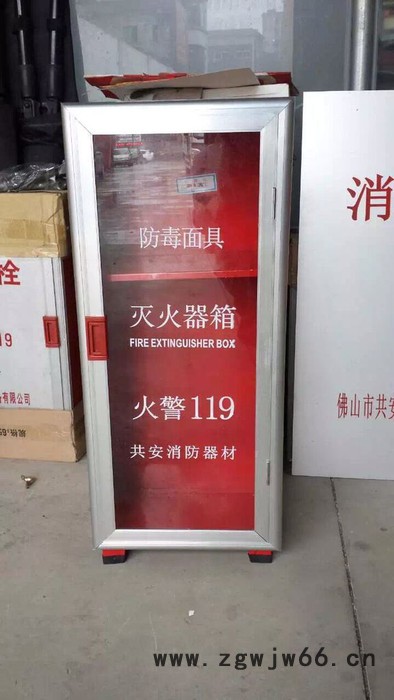 防毒面具
灭火器箱
FIRE EXTINGUISHER BOX
火警119
共安消防器材
消
佛山市共安
栓
19
有限公司
www.zgwjw66.cn